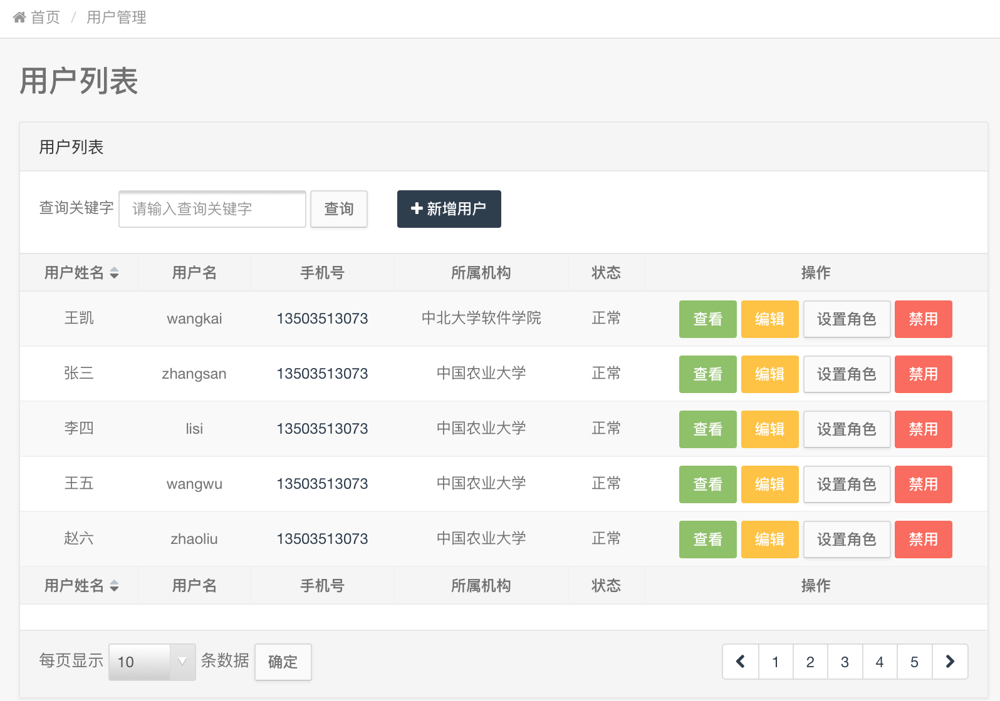 首页 / 用户管理
用户列表
用户列表
查询关键字 请输入查询关键字 查询 新增用户
用户姓名 用户名 手机号 所属机构 状态 操作
王凯 wangkai 13503513073 中北大学软件学院 正常 查看 编辑 设置角色 禁用
张三 zhangsan 13503513073 中国农业大学 正常 查看 编辑 设置角色 禁用
李四 lisi 13503513073 中国农业大学 正常 查看 编辑 设置角色 禁用
王五 wangwu 13503513073 中国农业大学 正常 查看 编辑 设置角色 禁用
赵六 zhaoliu 13503513073 中国农业大学 正常 查看 编辑 设置角色 禁用
用户姓名 用户名 手机号 所属机构 状态 操作
每页显示 10 条数据 确定 1 2 3 4 5